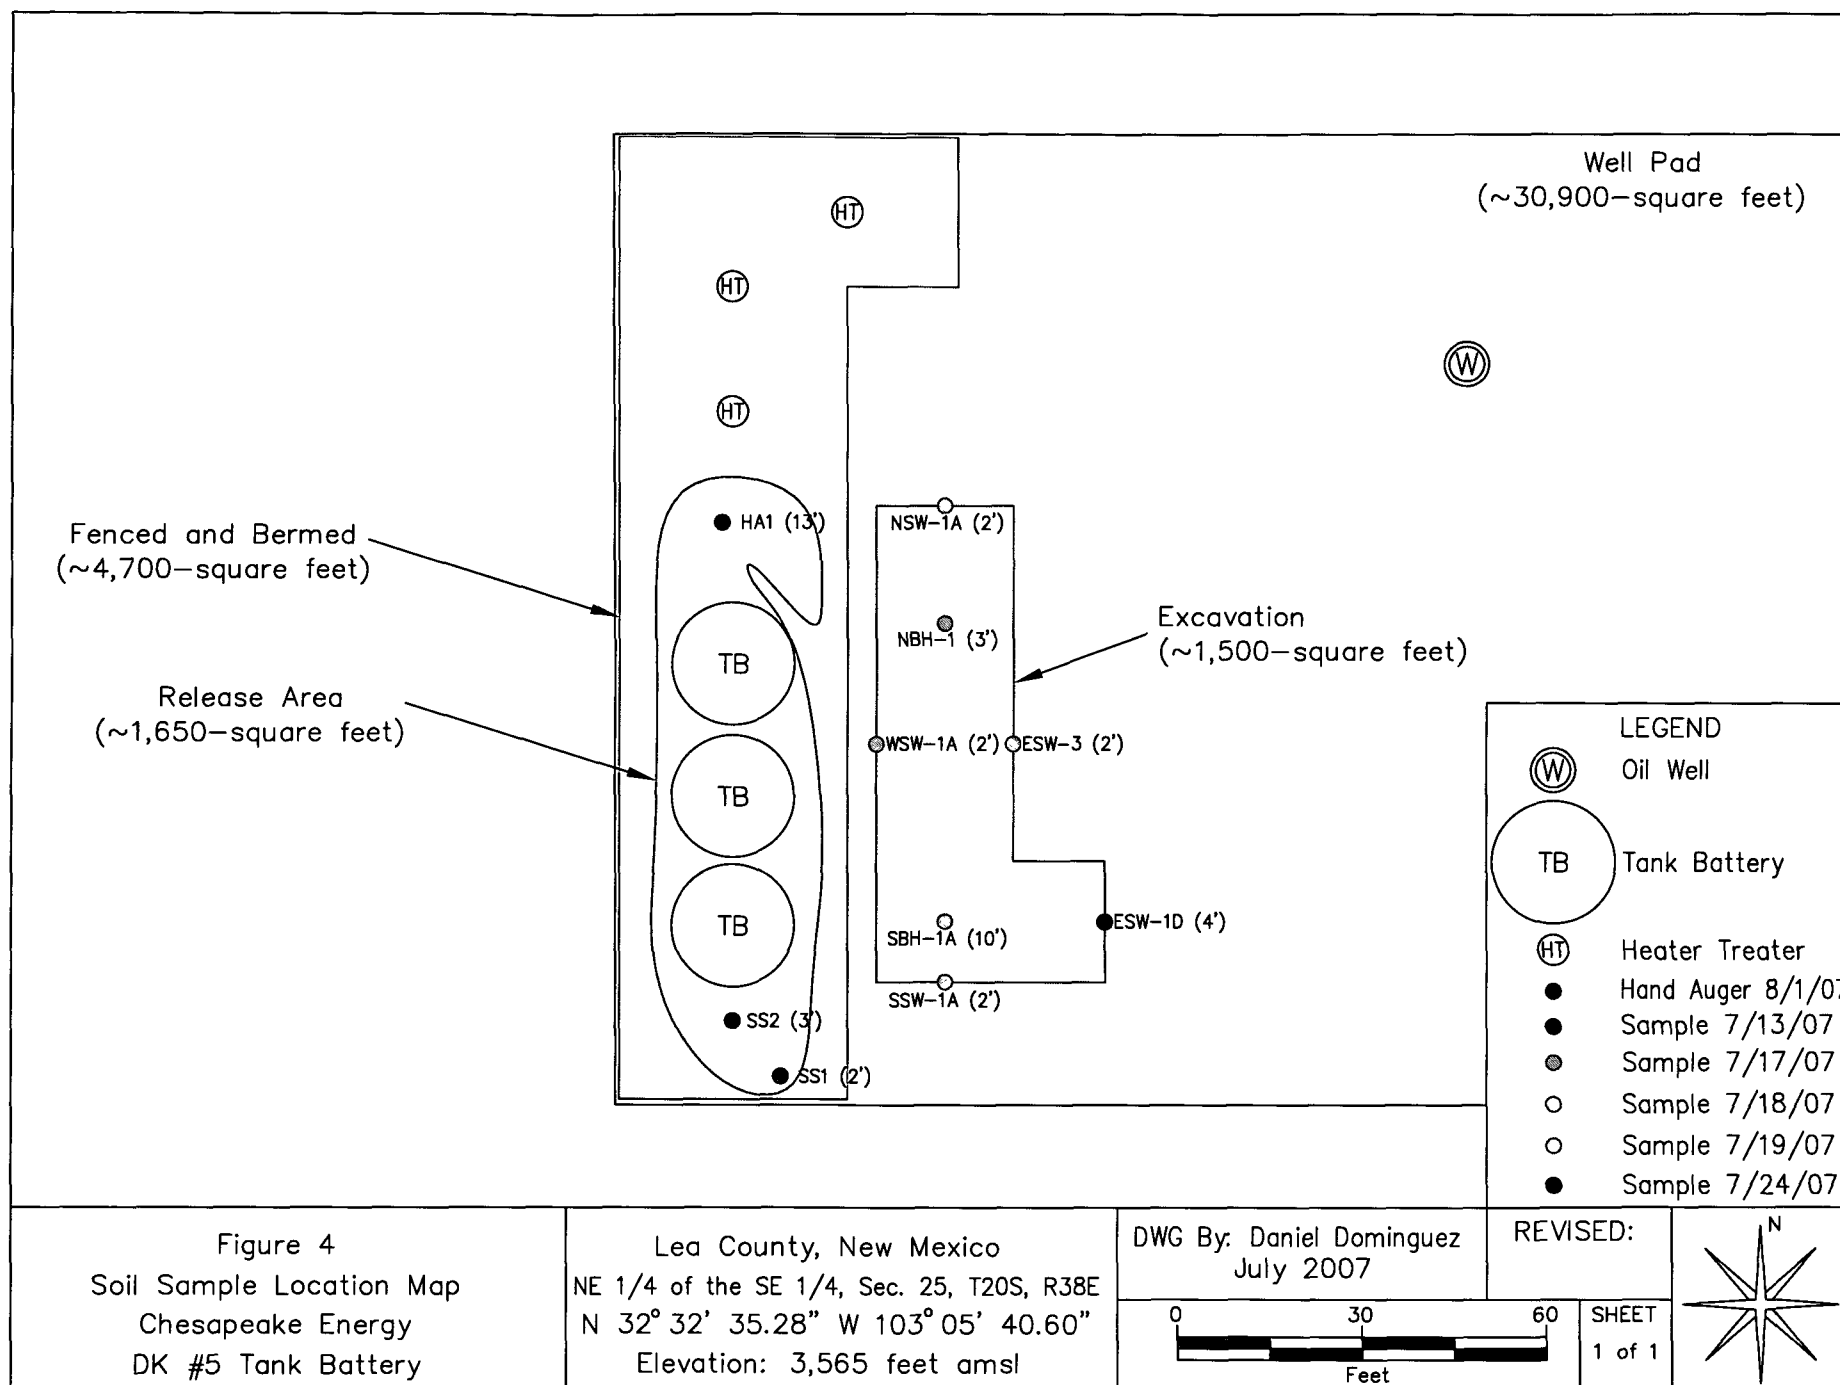 Well Pad
(~30,900-square feet)
HT
HT
W
HT
Fenced and Bermed
(~4,700-square feet)
HA1 (13')
NSW-1A (2')
NBH-1 (3')
Excavation
(~1,500-square feet)
Release Area
(~1,650-square feet)
TB
WSW-1A (2')
ESW-3 (2')
TB
TB
SBH-1A (10')
ESW-1D (4')
SSW-1A (2')
SS2 (3')
SS1 (2')
LEGEND
W Oil Well
TB Tank Battery
HT Heater Treater
Hand Auger 8/1/07
Sample 7/13/07
Sample 7/17/07
Sample 7/18/07
Sample 7/19/07
Sample 7/24/07
Figure 4
Soil Sample Location Map
Chesapeake Energy
DK #5 Tank Battery
Lea County, New Mexico
NE 1/4 of the SE 1/4, Sec. 25, T20S, R38E
N 32° 32' 35.28" W 103° 05' 40.60"
Elevation: 3,565 feet amsl
DWG By: Daniel Dominguez
July 2007
0 30 60
Feet
REVISED:
SHEET
1 of 1
N